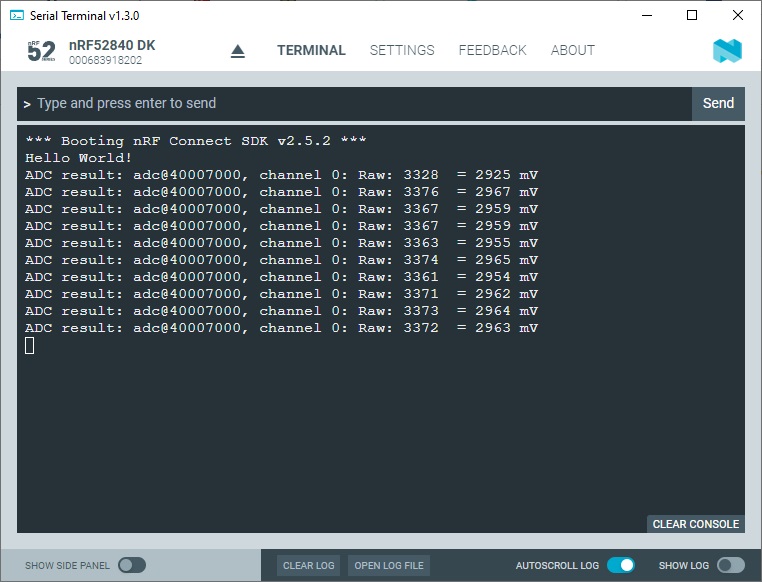 Serial Terminal v1.3.0
nRF
52
SERIES
nRF52840 DK
000683918202
TERMINAL SETTINGS FEEDBACK ABOUT
> Type and press enter to send
Send
*** Booting nRF Connect SDK v2.5.2 ***
Hello World!
ADC result: adc@40007000, channel 0: Raw: 3328  = 2925 mV
ADC result: adc@40007000, channel 0: Raw: 3376  = 2967 mV
ADC result: adc@40007000, channel 0: Raw: 3367  = 2959 mV
ADC result: adc@40007000, channel 0: Raw: 3367  = 2959 mV
ADC result: adc@40007000, channel 0: Raw: 3363  = 2955 mV
ADC result: adc@40007000, channel 0: Raw: 3374  = 2965 mV
ADC result: adc@40007000, channel 0: Raw: 3361  = 2954 mV
ADC result: adc@40007000, channel 0: Raw: 3371  = 2962 mV
ADC result: adc@40007000, channel 0: Raw: 3373  = 2964 mV
ADC result: adc@40007000, channel 0: Raw: 3372  = 2963 mV
CLEAR CONSOLE
SHOW SIDE PANEL CLEAR LOG OPEN LOG FILE AUTOSCROLL LOG SHOW LOG